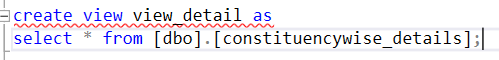 create view view_detail as
select * from [dbo].[constituencywise_details];